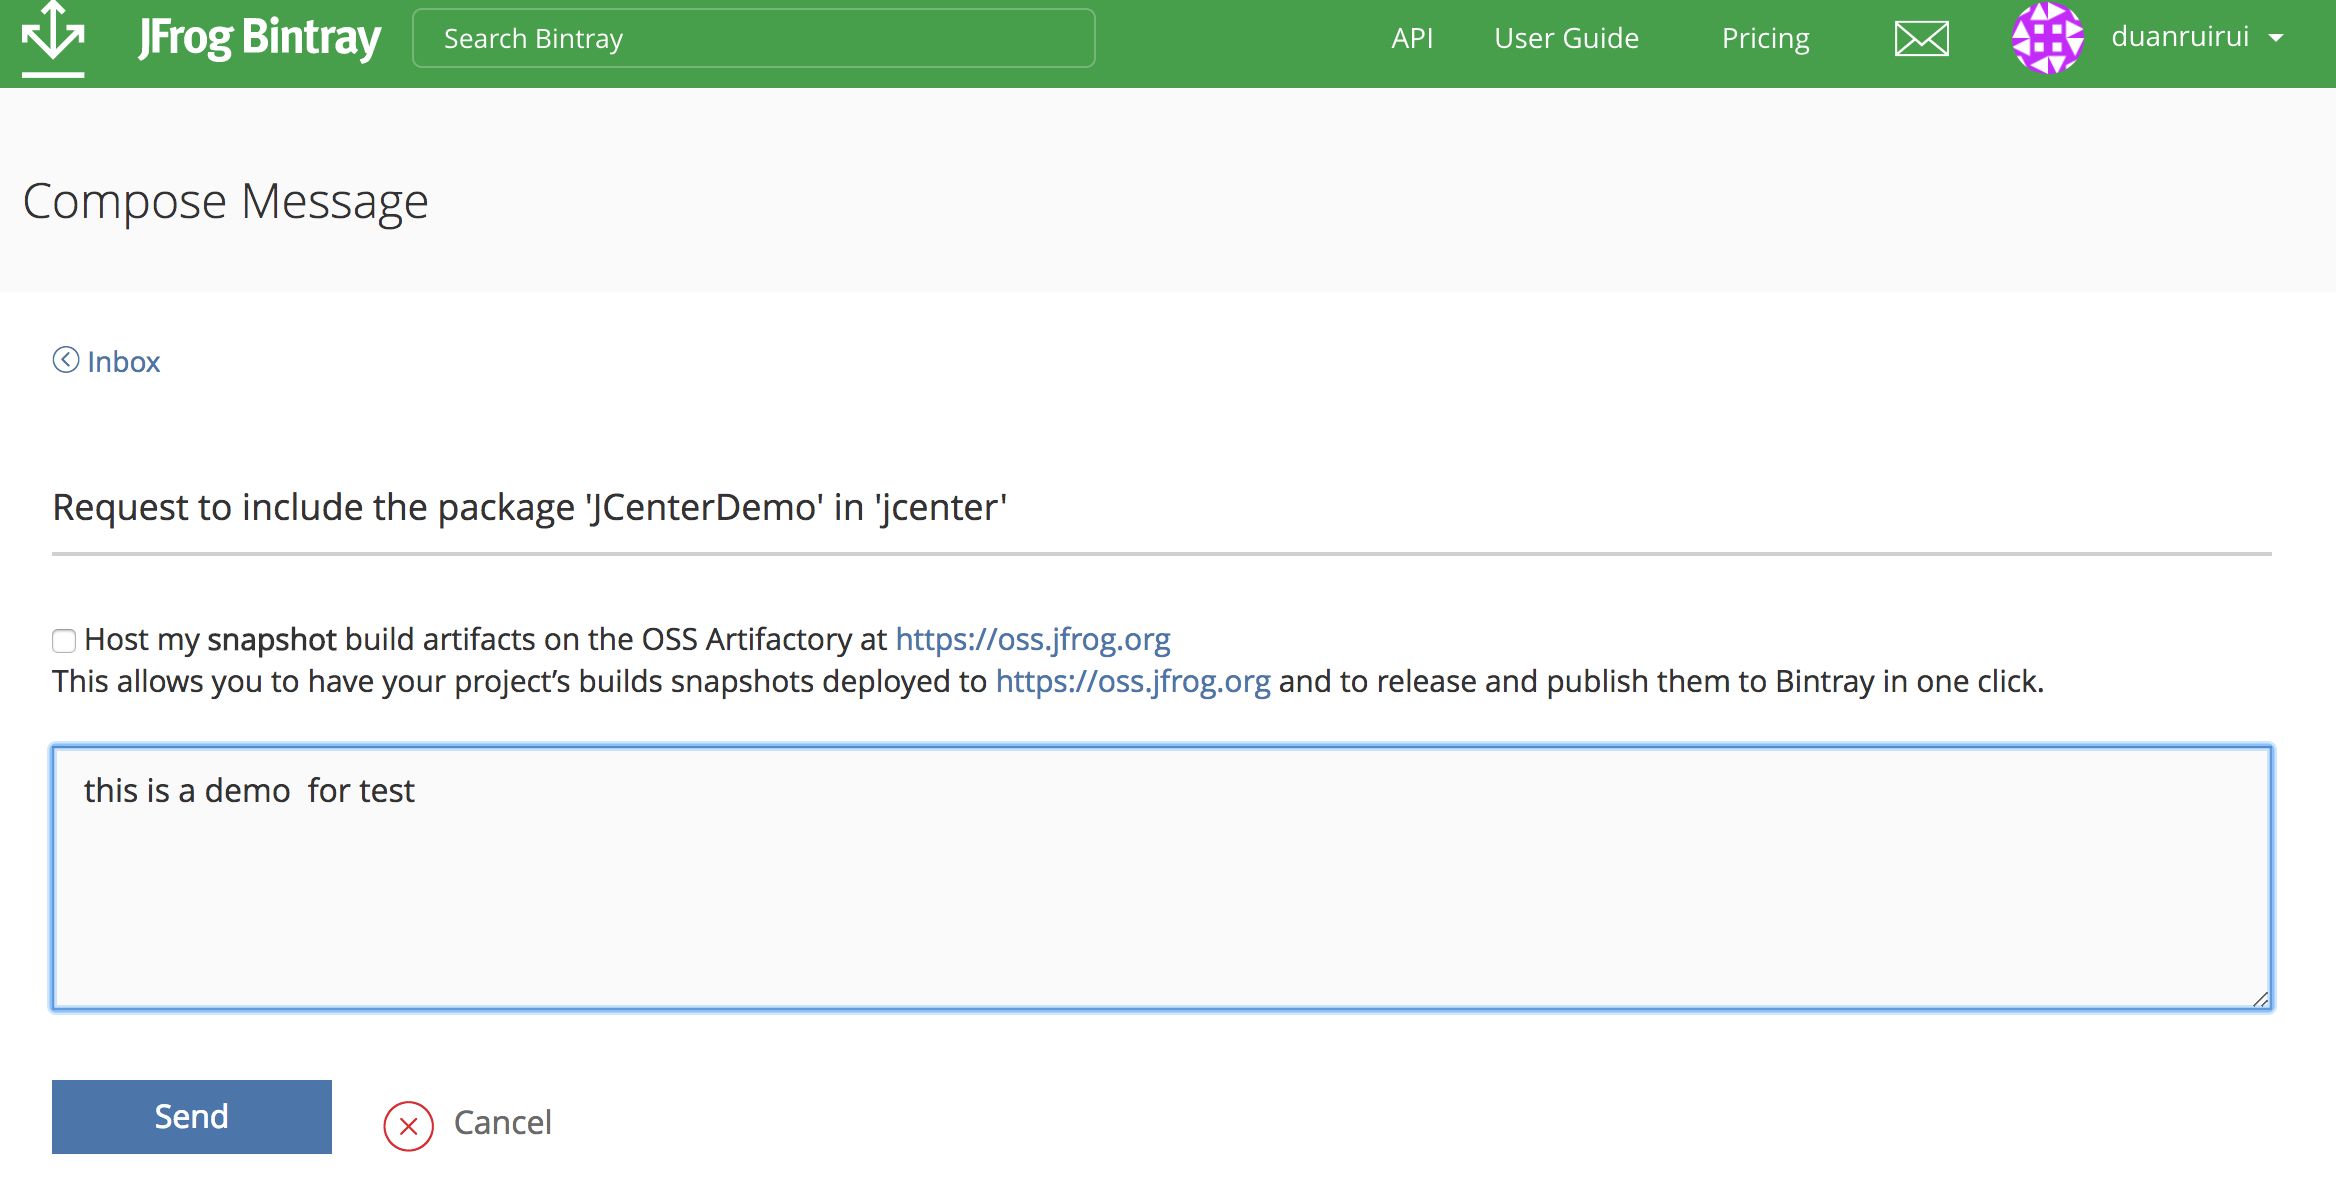 JFrog Bintray
Search Bintray
API
User Guide
Pricing
duanruirui
Compose Message
Inbox
Request to include the package 'JCenterDemo' in 'jcenter'
Host my snapshot build artifacts on the OSS Artifactory at https://oss.jfrog.org
This allows you to have your project’s builds snapshots deployed to https://oss.jfrog.org and to release and publish them to Bintray in one click.
this is a demo  for test
Send
Cancel